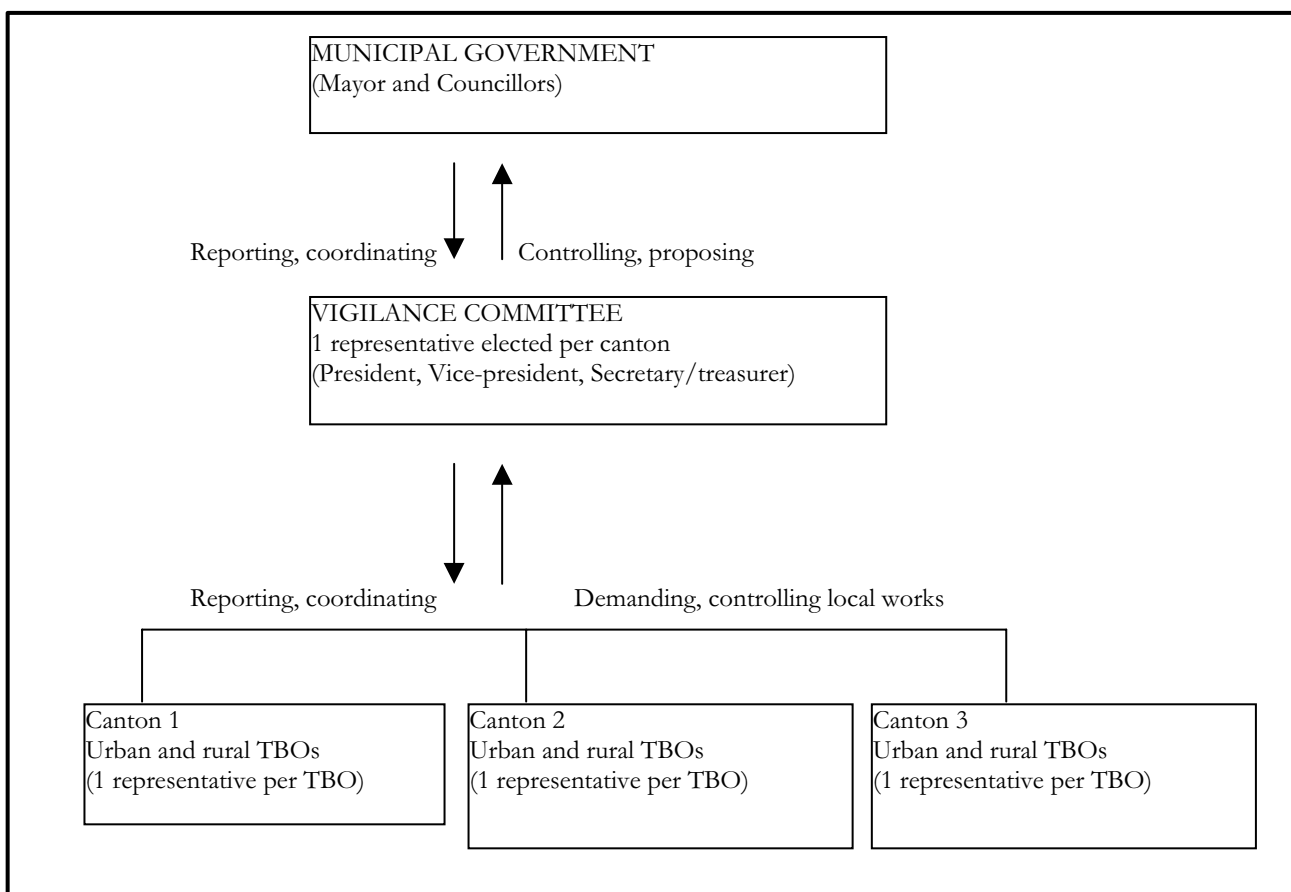 MUNICIPAL GOVERNMENT
(Mayor and Councillors)
Reporting, coordinating
Controlling, proposing
VIGILANCE COMMITTEE
1 representative elected per canton
(President, Vice-president, Secretary/treasurer)
Reporting, coordinating
Demanding, controlling local works
Canton 1
Urban and rural TBOs
(1 representative per TBO)
Canton 2
Urban and rural TBOs
(1 representative per TBO)
Canton 3
Urban and rural TBOs
(1 representative per TBO)